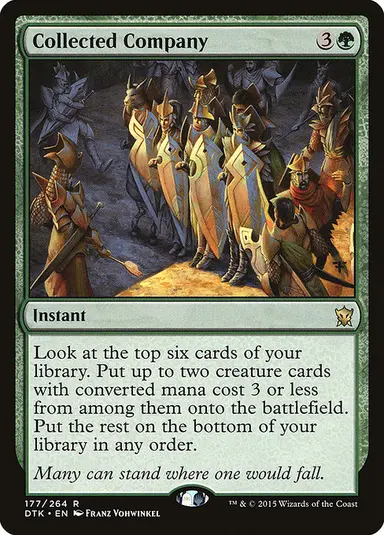 Collected Company 3
Instant
Look at the top six cards of your
library. Put up to two creature cards
with converted mana cost 3 or less
from among them onto the battlefield.
Put the rest on the bottom of your
library in any order.
Many can stand where one would fall.
177/264 R
DTK • EN Franz Vohwinkel
™ & © 2015 Wizards of the Coast